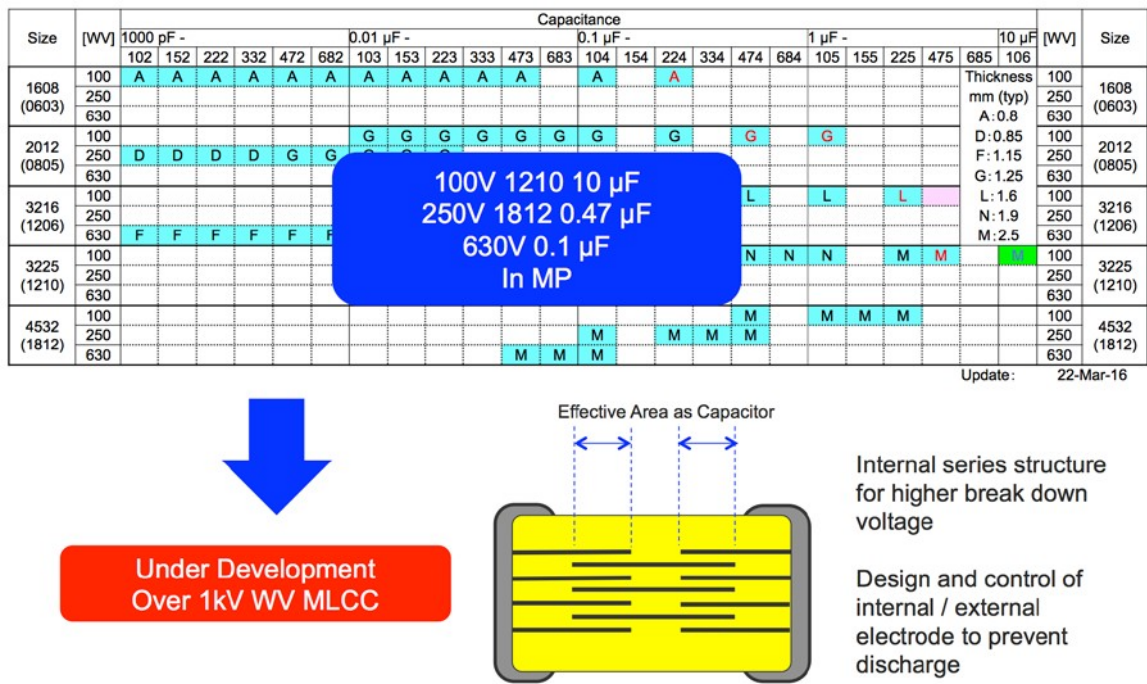 Capacitance
Size [WV] 1000 pF - 0.01 µF - 0.1 µF - 1 µF - 10 µF [WV] Size
102 152 222 332 472 682 103 153 223 333 473 683 104 154 224 334 474 684 105 155 225 475 685 106
1608 (0603) 100 A A A A A A A A A A A A A Thickness 100 1608 (0603)
250 mm (typ) 250
630 A:0.8 630
2012 (0805) 100 G G G G G G G G G G D:0.85 100 2012 (0805)
250 D D D D G G F:1.15 250
630 G:1.25 630
3216 (1206) 100 L L L L:1.6 100 3216 (1206)
250 N:1.9 250
630 F F F F F F M:2.5 630
3225 (1210) 100 N N N M M M 100 3225 (1210)
250 250
630 630
4532 (1812) 100 M M M M 100 4532 (1812)
250 M M M M 250
630 M M M 630
100V 1210 10 µF
250V 1812 0.47 µF
630V 0.1 µF
In MP
Update: 22-Mar-16
Effective Area as Capacitor
Internal series structure
for higher break down
voltage
Under Development
Over 1kV WV MLCC
Design and control of
internal / external
electrode to prevent
discharge